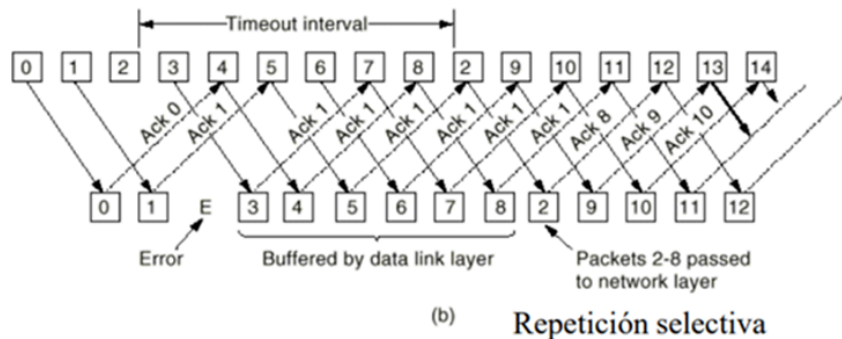 Timeout interval
0 1 2 3 4 5 6 7 8 2 9 10 11 12 13 14
Ack 0 Ack 1 Ack 1 Ack 1 Ack 1 Ack 1 Ack 1 Ack 1 Ack 8 Ack 9 Ack 10
0 1 E 3 4 5 6 7 8 2 9 10 11 12
Error Buffered by data link layer Packets 2-8 passed
to network layer
(b) Repetición selectiva